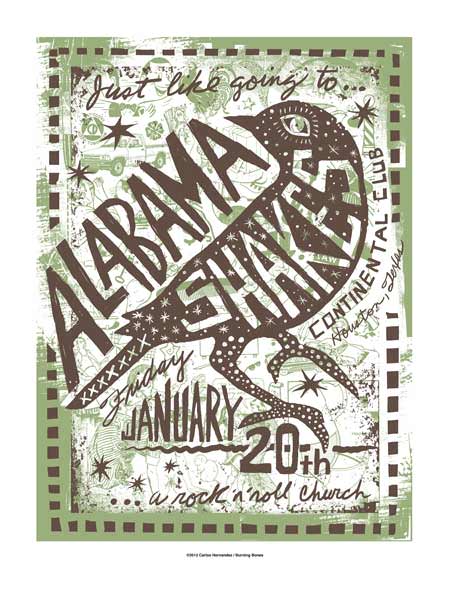 Just like going to...
ALABAMA
SHAKES
CONTINENTAL CLUB
Houston, Texas
Friday
JANUARY
20th
... a rock 'n' roll church
©2012 Carlos Hernandez / Burning Bones